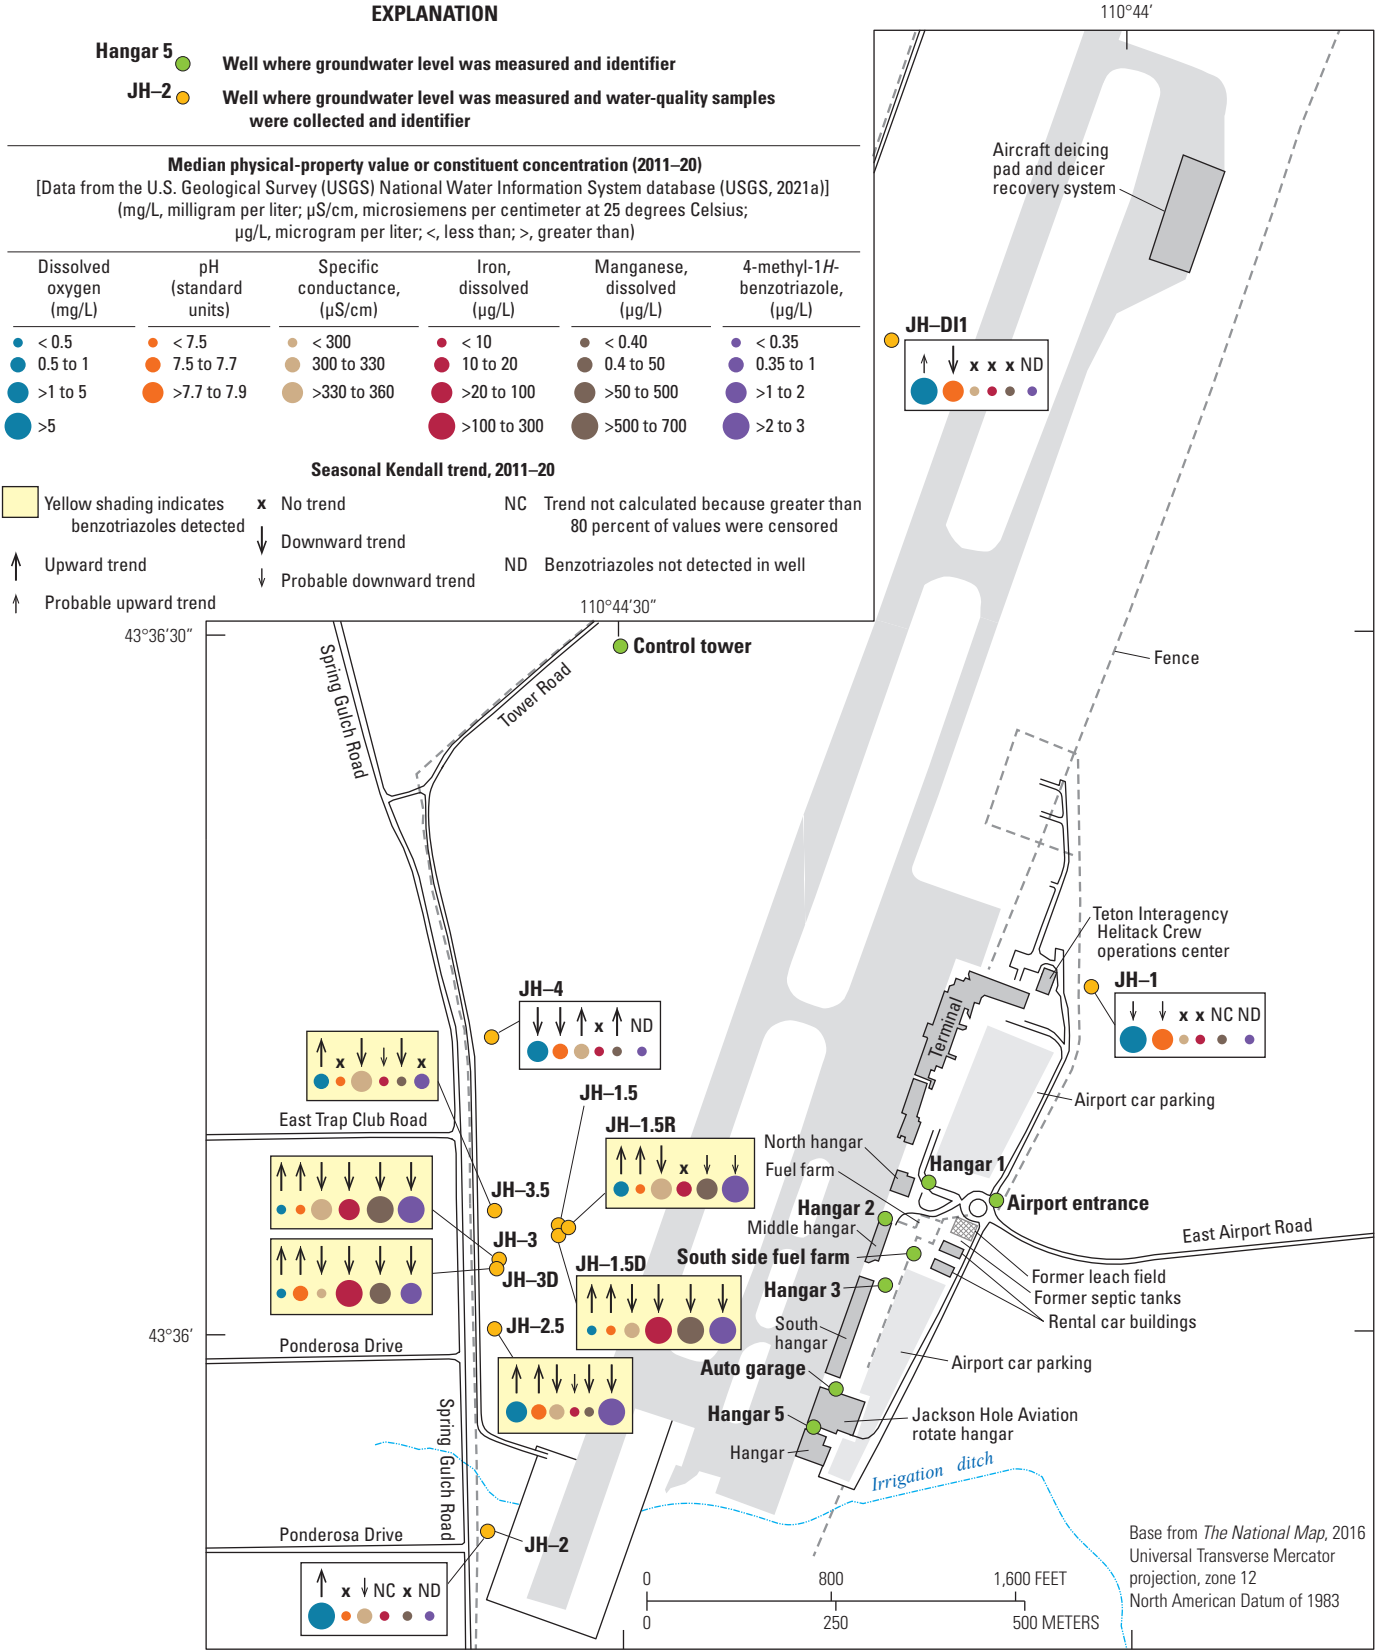 EXPLANATION
Hangar 5
Well where groundwater level was measured and identifier
JH–2
Well where groundwater level was measured and water-quality samples
were collected and identifier
Median physical-property value or constituent concentration (2011–20)
[Data from the U.S. Geological Survey (USGS) National Water Information System database (USGS, 2021a)]
(mg/L, milligram per liter; µS/cm, microsiemens per centimeter at 25 degrees Celsius;
µg/L, microgram per liter; <, less than; >, greater than)
Dissolved
oxygen
(mg/L)
< 0.5
0.5 to 1
>1 to 5
>5
pH
(standard
units)
< 7.5
7.5 to 7.7
>7.7 to 7.9
Specific
conductance,
(µS/cm)
< 300
300 to 330
>330 to 360
Iron,
dissolved
(µg/L)
< 10
10 to 20
>20 to 100
>100 to 300
Manganese,
dissolved
(µg/L)
< 0.40
0.4 to 50
>50 to 500
>500 to 700
4-methyl-1H-
benzotriazole,
(µg/L)
< 0.35
0.35 to 1
>1 to 2
>2 to 3
Seasonal Kendall trend, 2011–20
Yellow shading indicates
benzotriazoles detected
↑ Upward trend
↑ Probable upward trend
x No trend
↓ Downward trend
↓ Probable downward trend
NC Trend not calculated because greater than
80 percent of values were censored
ND Benzotriazoles not detected in well
110°44'
110°44'30"
43°36'30"
43°36'
Aircraft deicing
pad and deicer
recovery system
JH–DI1
↑ ↓ x x x ND
Control tower
Fence
Spring Gulch Road
Tower Road
Teton Interagency
Helitack Crew
operations center
JH–1
↓ ↓ x x NC ND
Terminal
JH–4
↓ ↓ ↑ x ↑ ND
↑ x ↓ ↓ ↓ x
East Trap Club Road
JH–1.5
JH–1.5R
↑ ↑ ↓ x ↓ ↓
Airport car parking
North hangar
Fuel farm
Hangar 1
↑ ↑ ↓ ↓ ↓ ↓
JH–3.5
Hangar 2
Middle hangar
Airport entrance
East Airport Road
JH–3
JH–3D
South side fuel farm
↑ ↑ ↓ ↓ ↓ ↓
JH–1.5D
↑ ↑ ↓ ↓ ↓ ↓
Hangar 3
Former leach field
Former septic tanks
Rental car buildings
JH–2.5
South
hangar
Ponderosa Drive
↑ ↑ ↓ ↓ ↓ ↓
Auto garage
Airport car parking
Hangar 5
Jackson Hole Aviation
rotate hangar
Hangar
Spring Gulch Road
Irrigation ditch
Ponderosa Drive
JH–2
↑ x ↓ NC x ND
0 800 1,600 FEET
0 250 500 METERS
Base from The National Map, 2016
Universal Transverse Mercator
projection, zone 12
North American Datum of 1983